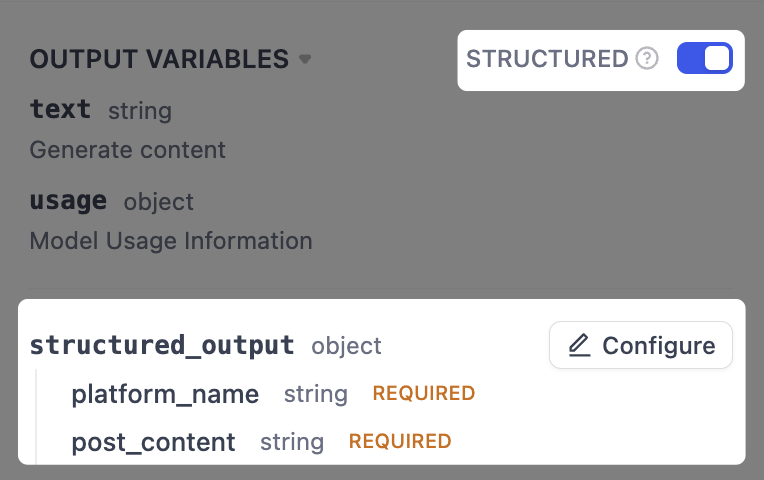 OUTPUT VARIABLES
STRUCTURED ?
text string
Generate content
usage object
Model Usage Information
structured_output object
Configure
platform_name string REQUIRED
post_content string REQUIRED